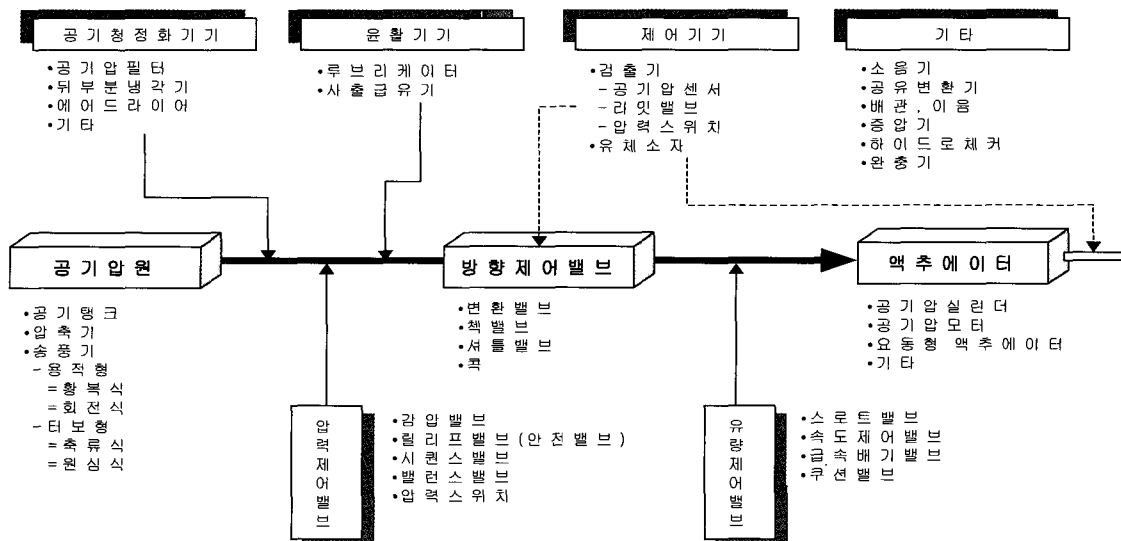 공기청정화기기
•공기압필터
•뒤부분냉각기
•에어드라이어
•기타
윤활기기
•루브리케이터
•사출급유기
제어기기
•검출기
-공기압센서
-리밋밸브
-압력스위치
•유체소자
기타
•소음기
•공유변환기
•배관, 이음
•증압기
•하이드로체커
•완충기
공기압원
•공기탱크
•압축기
•송풍기
-용적형
=황복식
=회전식
-터보형
=축류식
=원심식
방향제어밸브
•변환밸브
•첵밸브
•셔틀밸브
•콕
액추에이터
•공기압실린더
•공기압모터
•요동형 액추에이터
•기타
압력제어밸브
•감압밸브
•릴리프밸브(안전밸브)
•시퀀스밸브
•밸런스밸브
•압력스위치
유량제어밸브
•스로트밸브
•속도제어밸브
•급속배기밸브
•쿠션밸브